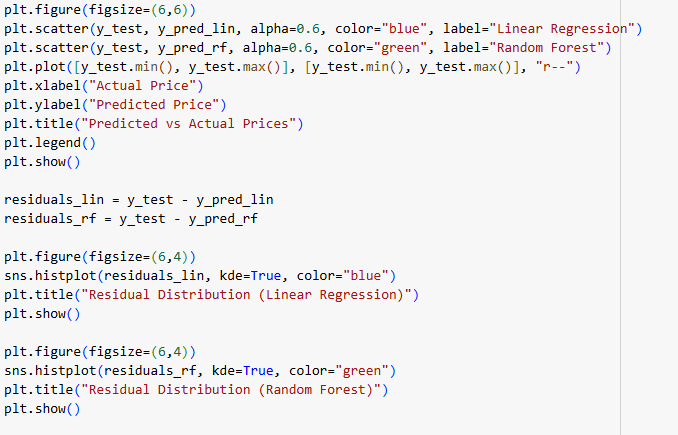 plt.figure(figsize=(6,6))
plt.scatter(y_test, y_pred_lin, alpha=0.6, color="blue", label="Linear Regression")
plt.scatter(y_test, y_pred_rf, alpha=0.6, color="green", label="Random Forest")
plt.plot([y_test.min(), y_test.max()], [y_test.min(), y_test.max()], "r--")
plt.xlabel("Actual Price")
plt.ylabel("Predicted Price")
plt.title("Predicted vs Actual Prices")
plt.legend()
plt.show()

residuals_lin = y_test - y_pred_lin
residuals_rf = y_test - y_pred_rf

plt.figure(figsize=(6,4))
sns.histplot(residuals_lin, kde=True, color="blue")
plt.title("Residual Distribution (Linear Regression)")
plt.show()

plt.figure(figsize=(6,4))
sns.histplot(residuals_rf, kde=True, color="green")
plt.title("Residual Distribution (Random Forest)")
plt.show()